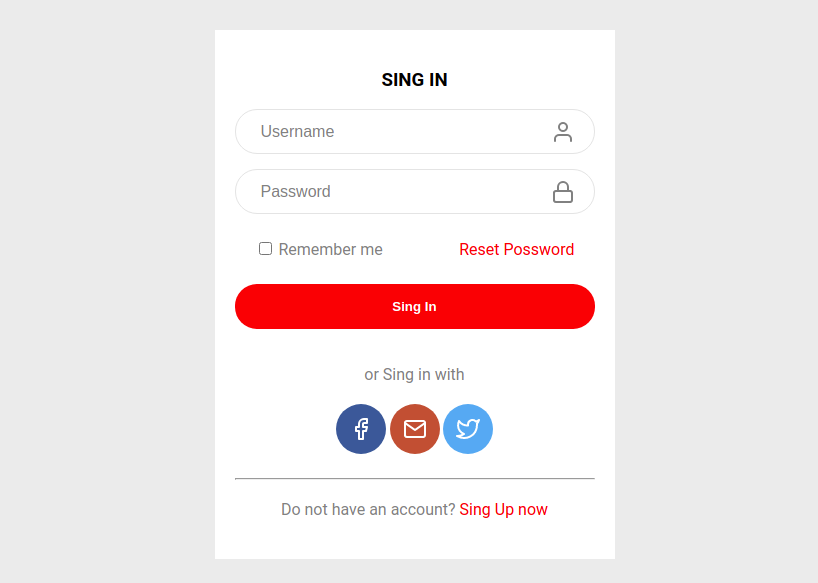 SING IN
Username
Password
Remember me Reset Possword
Sing In
or Sing in with
Do not have an account? Sing Up now